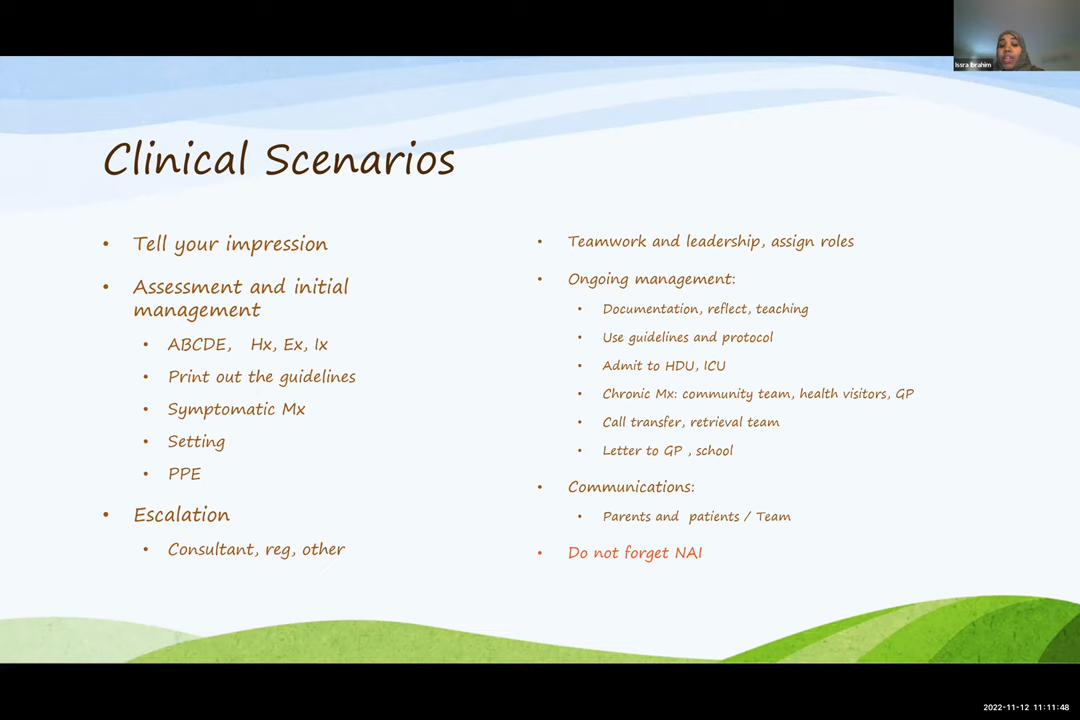 Issra Ibrahim
Clinical Scenarios
• Tell your impression
• Assessment and initial
management
• ABCDE, Hx, Ex, Ix
• Print out the guidelines
• Symptomatic Mx
• Setting
• PPE
• Escalation
• Consultant, reg, other
• Teamwork and leadership, assign roles
• Ongoing management:
• Documentation, reflect, teaching
• Use guidelines and protocol
• Admit to HDU, ICU
• Chronic Mx: community team, health visitors, GP
• Call transfer, retrieval team
• Letter to GP , school
• Communications:
• Parents and patients / Team
• Do not forget NAI
2022-11-12 11:11:48